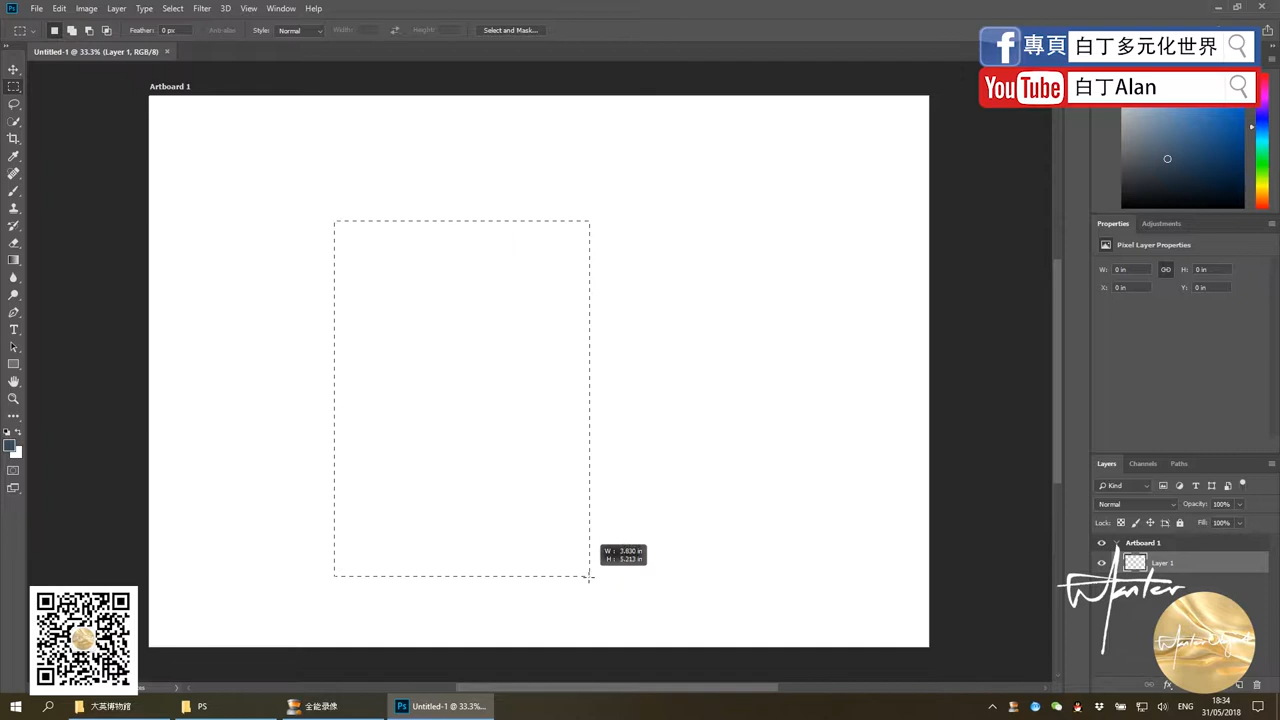 File Edit Image Layer Type Select Filter 3D View Window Help
Feather: 0 px Anti-alias Style: Normal Width: Height: Select and Mask...
Untitled-1 @ 33.3% (Layer 1, RGB/8)
專頁 白丁多元化世界
YouTube 白丁Alan
Artboard 1
Properties Adjustments
Pixel Layer Properties
W: 0 in H: 0 in
X: 0 in Y: 0 in
W: 3.830 in
H: 5.213 in
Layers Channels Paths
Kind
Normal Opacity: 100%
Lock: Fill: 100%
Artboard 1
Layer 1
大英博物館 PS 全能录像 Untitled-1 @ 33.3%...
18:34
31/05/2018